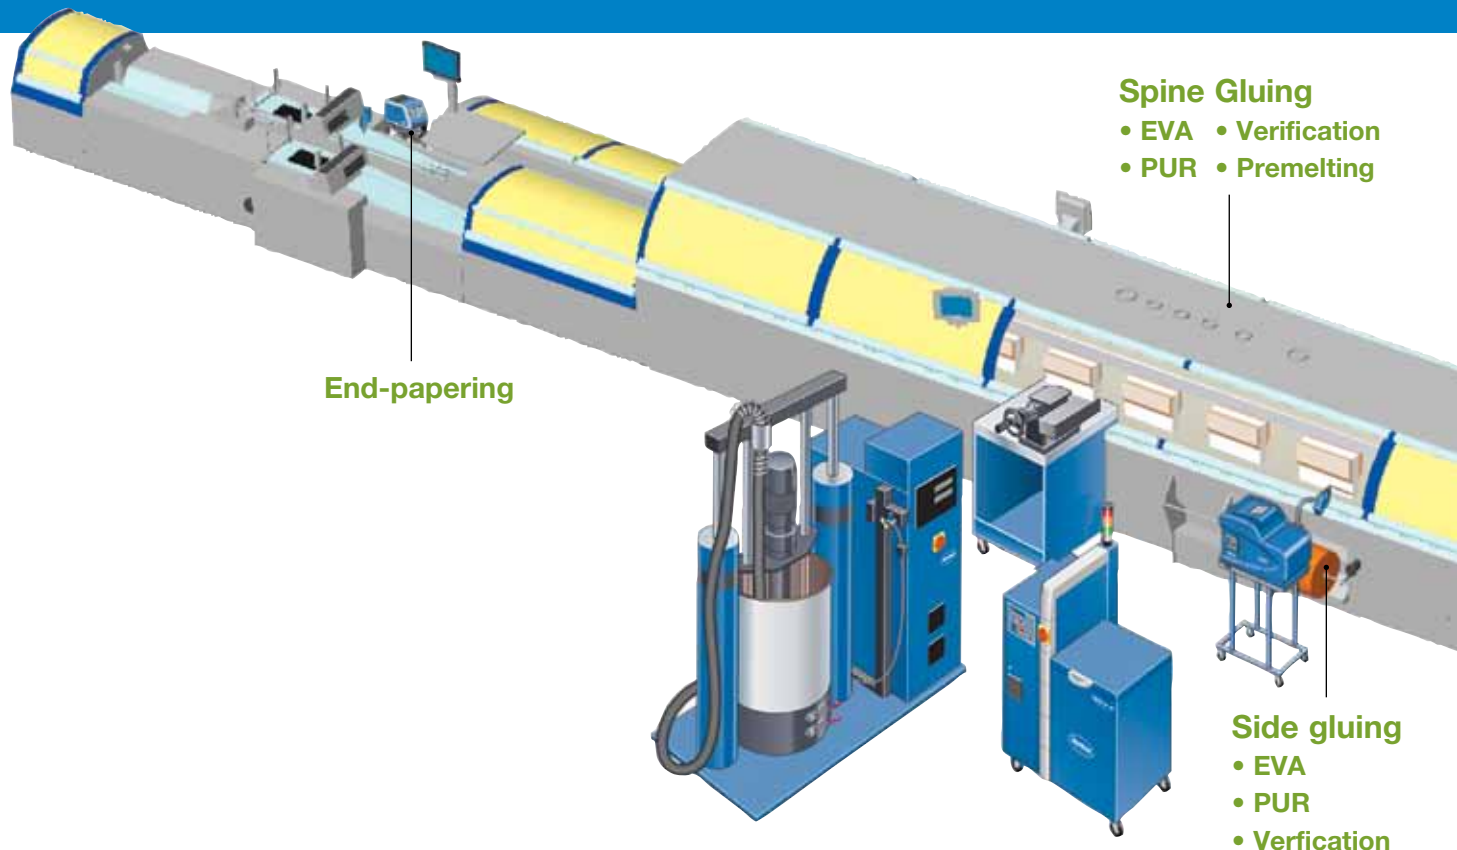 Spine Gluing
• EVA • Verification
• PUR • Premelting
End-papering
Side gluing
• EVA
• PUR
• Verfication